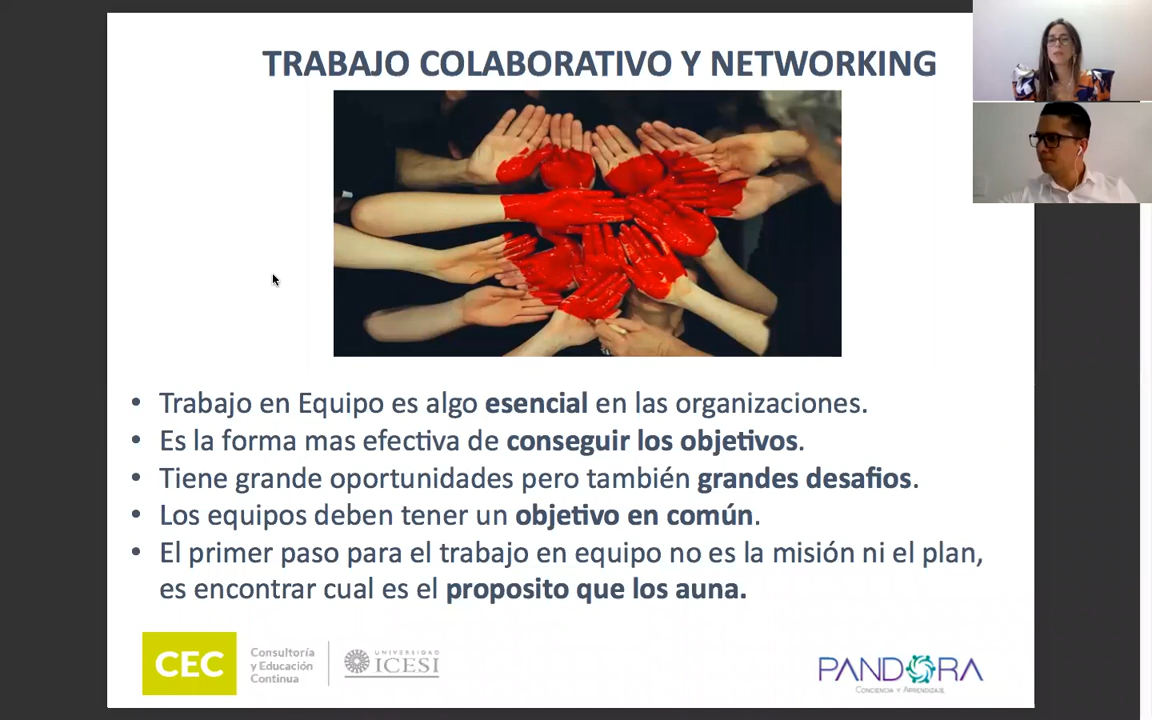 TRABAJO COLABORATIVO Y NETWORKING
• Trabajo en Equipo es algo esencial en las organizaciones.
• Es la forma mas efectiva de conseguir los objetivos.
• Tiene grande oportunidades pero también grandes desafios.
• Los equipos deben tener un objetivo en común.
• El primer paso para el trabajo en equipo no es la misión ni el plan,
es encontrar cual es el proposito que los auna.
CEC
Consultoría
y Educación
Continua
UNIVERSIDAD
ICESI
PANDORA
CONCIENCIA Y APRENDIZAJE